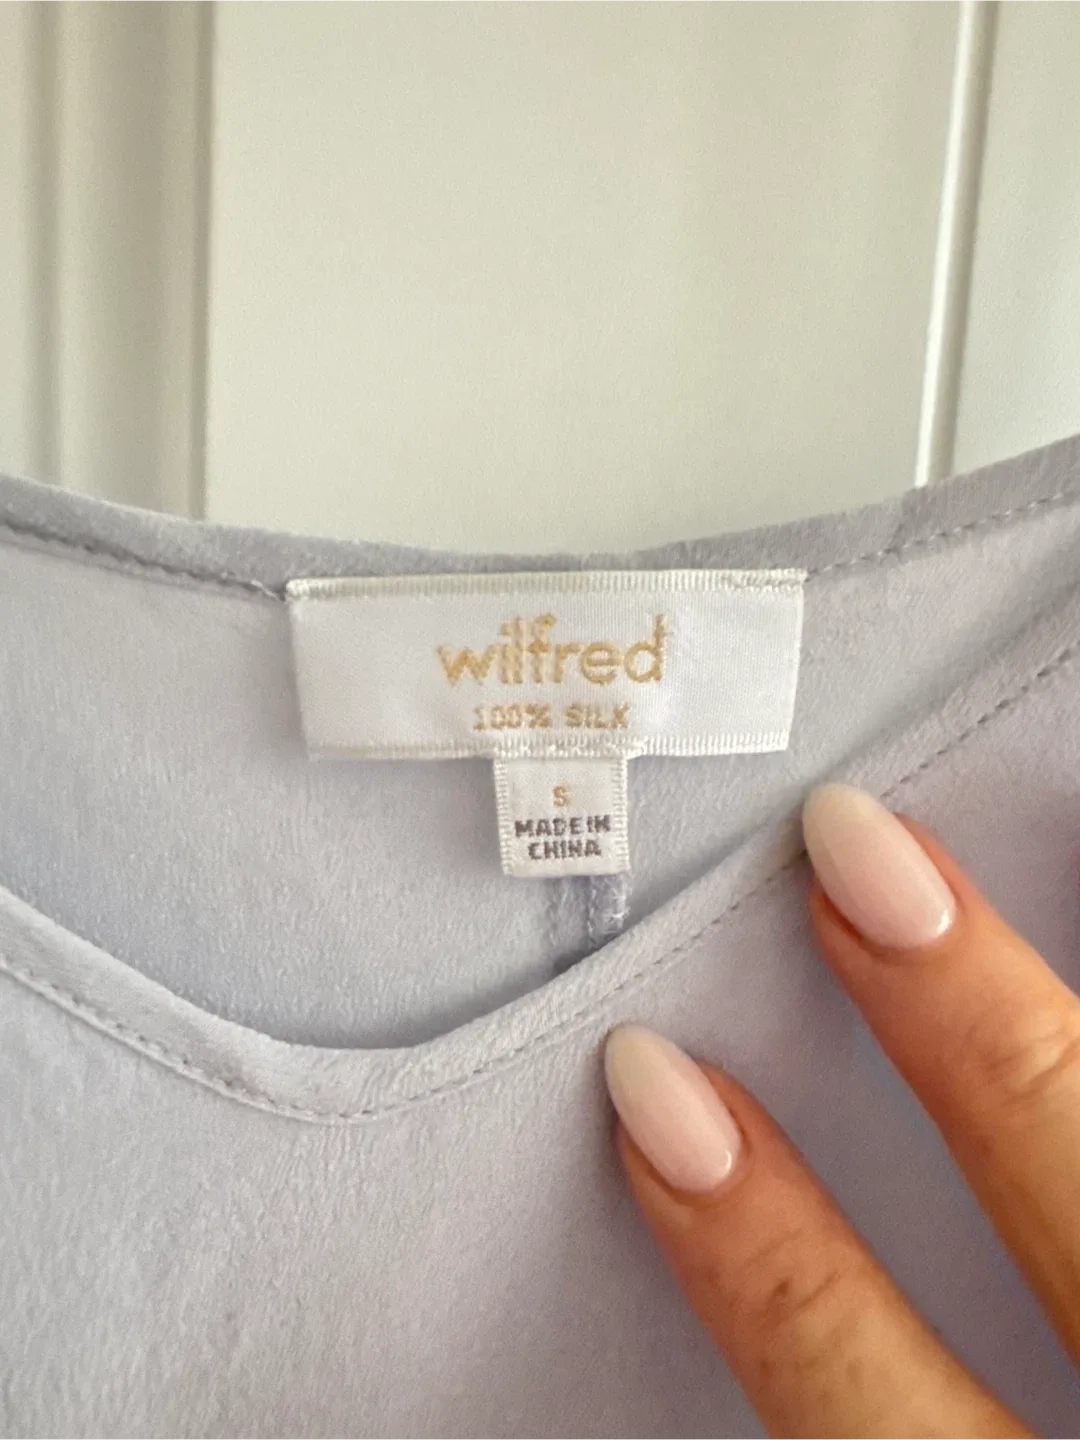 wilfred
100% SILK
S
MADE IN
CHINA